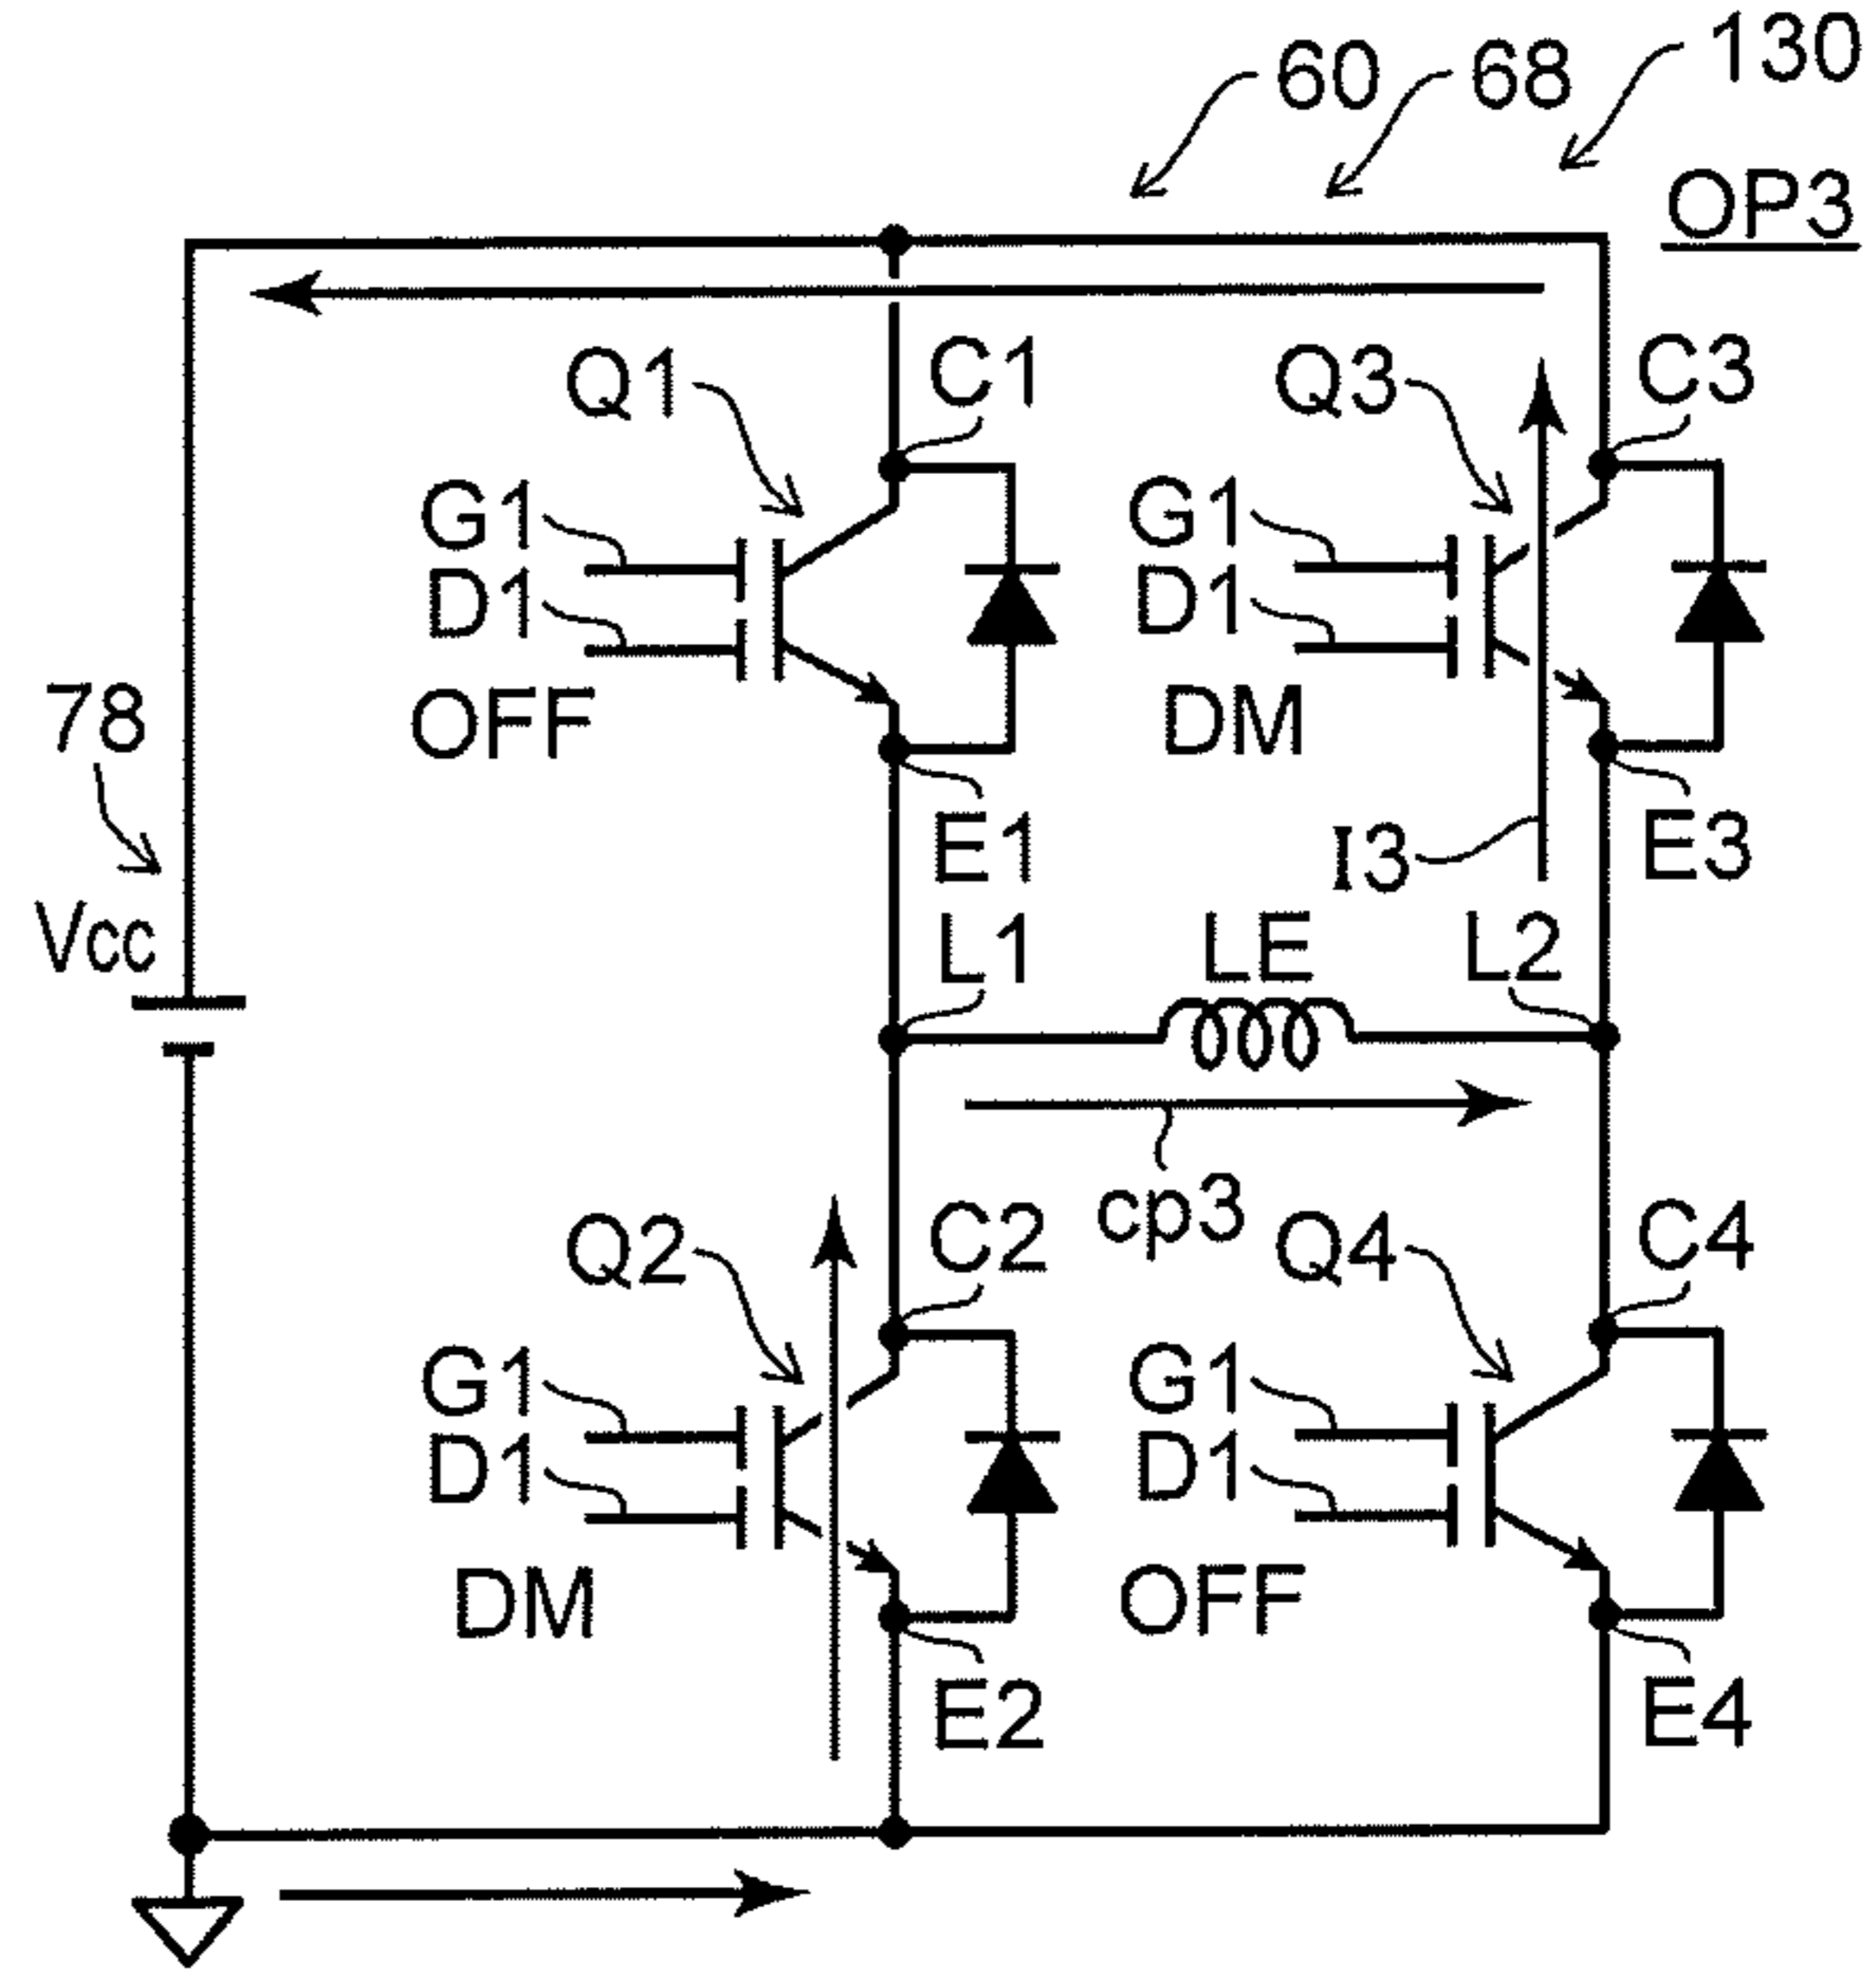 60 68 130
OP3
Q1 C1 Q3 C3
G1 G1
D1 D1
OFF DM
78
E1 I3 E3
Vcc L1 LE L2
cp3
Q2 C2 Q4 C4
G1 G1
D1 D1
DM OFF
E2 E4